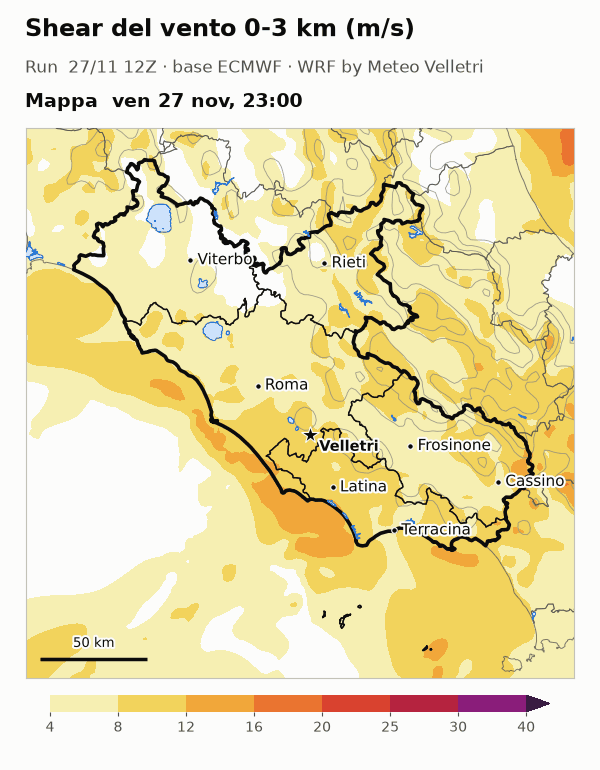 Shear del vento 0-3 km (m/s)
Run  27/11 12Z · base ECMWF · WRF by Meteo Velletri
Mappa  ven 27 nov, 23:00
Viterbo
Rieti
Roma
Velletri
Frosinone
Cassino
Latina
Terracina
50 km
4 8 12 16 20 25 30 40